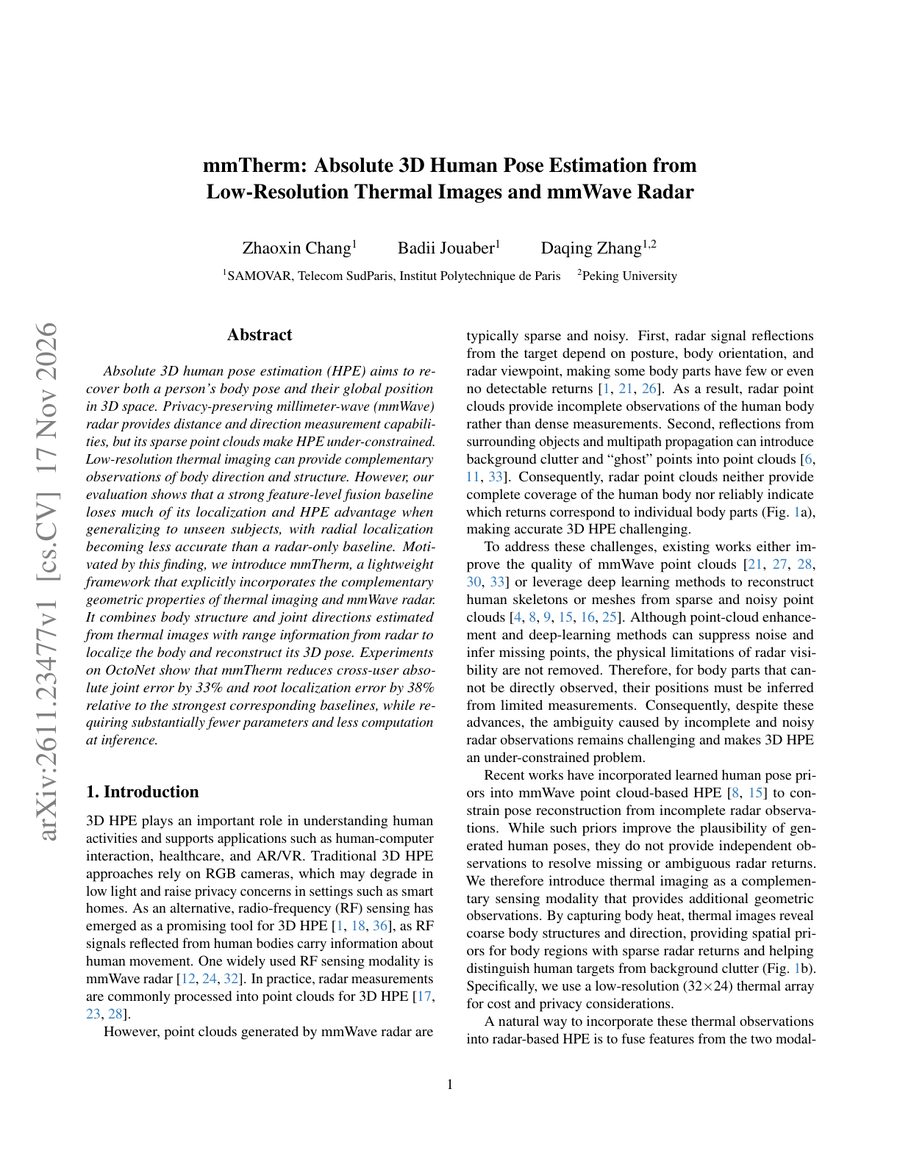 mmTherm: Absolute 3D Human Pose Estimation from
Low-Resolution Thermal Images and mmWave Radar
Zhaoxin Chang1 Badii Jouaber1 Daqing Zhang1,2
1SAMOVAR, Telecom SudParis, Institut Polytechnique de Paris 2Peking University
arXiv:2611.23477v1 [cs.CV] 17 Nov 2026
Abstract
Absolute 3D human pose estimation (HPE) aims to re-
cover both a person's body pose and their global position
in 3D space. Privacy-preserving millimeter-wave (mmWave)
radar provides distance and direction measurement capabili-
ties, but its sparse point clouds make HPE under-constrained.
Low-resolution thermal imaging can provide complementary
observations of body direction and structure. However, our
evaluation shows that a strong feature-level fusion baseline
loses much of its localization and HPE advantage when
generalizing to unseen subjects, with radial localization
becoming less accurate than a radar-only baseline. Moti-
vated by this finding, we introduce mmTherm, a lightweight
framework that explicitly incorporates the complementary
geometric properties of thermal imaging and mmWave radar.
It combines body structure and joint directions estimated
from thermal images with range information from radar to
localize the body and reconstruct its 3D pose. Experiments
on OctoNet show that mmTherm reduces cross-user abso-
lute joint error by 33% and root localization error by 38%
relative to the strongest corresponding baselines, while re-
quiring substantially fewer parameters and less computation
at inference.
1. Introduction
3D HPE plays an important role in understanding human
activities and supports applications such as human-computer
interaction, healthcare, and AR/VR. Traditional 3D HPE
approaches rely on RGB cameras, which may degrade in
low light and raise privacy concerns in settings such as smart
homes. As an alternative, radio-frequency (RF) sensing has
emerged as a promising tool for 3D HPE [1, 18, 36], as RF
signals reflected from human bodies carry information about
human movement. One widely used RF sensing modality is
mmWave radar [12, 24, 32]. In practice, radar measurements
are commonly processed into point clouds for 3D HPE [17,
23, 28].
However, point clouds generated by mmWave radar are
typically sparse and noisy. First, radar signal reflections
from the target depend on posture, body orientation, and
radar viewpoint, making some body parts have few or even
no detectable returns [1, 21, 26]. As a result, radar point
clouds provide incomplete observations of the human body
rather than dense measurements. Second, reflections from
surrounding objects and multipath propagation can introduce
background clutter and “ghost” points into point clouds [6,
11, 33]. Consequently, radar point clouds neither provide
complete coverage of the human body nor reliably indicate
which returns correspond to individual body parts (Fig. 1a),
making accurate 3D HPE challenging.
To address these challenges, existing works either im-
prove the quality of mmWave point clouds [21, 27, 28,
30, 33] or leverage deep learning methods to reconstruct
human skeletons or meshes from sparse and noisy point
clouds [4, 8, 9, 15, 16, 25]. Although point-cloud enhance-
ment and deep-learning methods can suppress noise and
infer missing points, the physical limitations of radar visi-
bility are not removed. Therefore, for body parts that can-
not be directly observed, their positions must be inferred
from limited measurements. Consequently, despite these
advances, the ambiguity caused by incomplete and noisy
radar observations remains challenging and makes 3D HPE
an under-constrained problem.
Recent works have incorporated learned human pose pri-
ors into mmWave point cloud-based HPE [8, 15] to con-
strain pose reconstruction from incomplete radar observa-
tions. While such priors improve the plausibility of gen-
erated human poses, they do not provide independent ob-
servations to resolve missing or ambiguous radar returns.
We therefore introduce thermal imaging as a complemen-
tary sensing modality that provides additional geometric
observations. By capturing body heat, thermal images reveal
coarse body structures and direction, providing spatial pri-
ors for body regions with sparse radar returns and helping
distinguish human targets from background clutter (Fig. 1b).
Specifically, we use a low-resolution (32×24) thermal array
for cost and privacy considerations.
A natural way to incorporate these thermal observations
into radar-based HPE is to fuse features from the two modal-
1